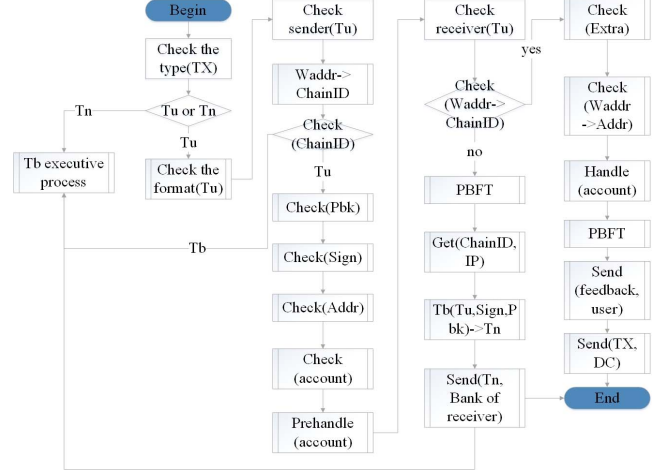 Begin
Check the
type(TX)
Tu or Tn
Tn
Tu
Tb executive
process
Check the
format(Tu)
Check
sender(Tu)
Waddr->
ChainID
Check
(ChainID)
Tu
Tb
Check(Pbk)
Check(Sign)
Check(Addr)
Check
(account)
Prehandle
(account)
Check
receiver(Tu)
Check
(Waddr->
ChainID)
yes
no
PBFT
Get(ChainID,
IP)
Tb(Tu,Sign,P
bk)->Tn
Send(Tn,
Bank of
receiver)
Check
(Extra)
Check
(Waddr
->Addr)
Handle
(account)
PBFT
Send
(feedback,
user)
Send(TX,
DC)
End